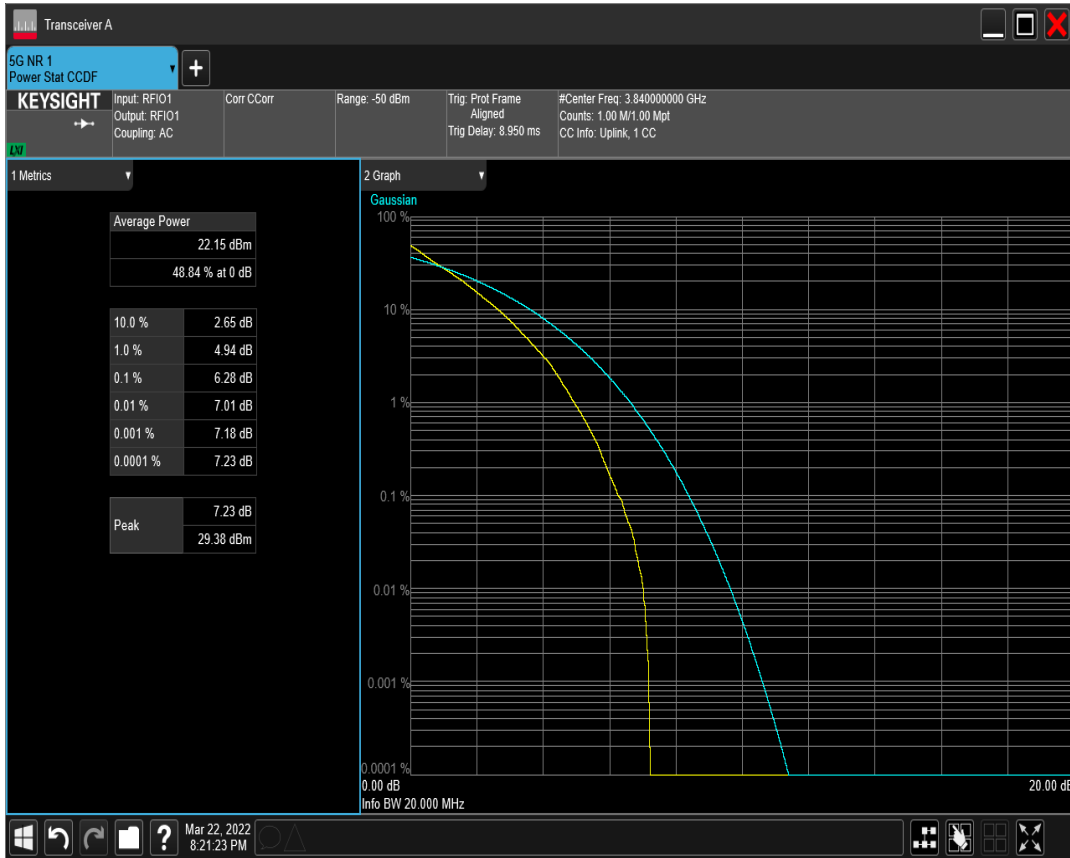 Transceiver A
5G NR 1
Power Stat CCDF
+
KEYSIGHT
LXI
Input: RFIO1
Output: RFIO1
Coupling: AC
Corr CCorr
Range: -50 dBm
Trig: Prot Frame
Aligned
Trig Delay: 8.950 ms
#Center Freq: 3.840000000 GHz
Counts: 1.00 M/1.00 Mpt
CC Info: Uplink, 1 CC
1 Metrics
Average Power
22.15 dBm
48.84 % at 0 dB
10.0 % 2.65 dB
1.0 % 4.94 dB
0.1 % 6.28 dB
0.01 % 7.01 dB
0.001 % 7.18 dB
0.0001 % 7.23 dB
Peak
7.23 dB
29.38 dBm
2 Graph
Gaussian
100 %
10 %
1 %
0.1 %
0.01 %
0.001 %
0.0001 %
0.00 dB 20.00 dB
Info BW 20.000 MHz
?
Mar 22, 2022
8:21:23 PM